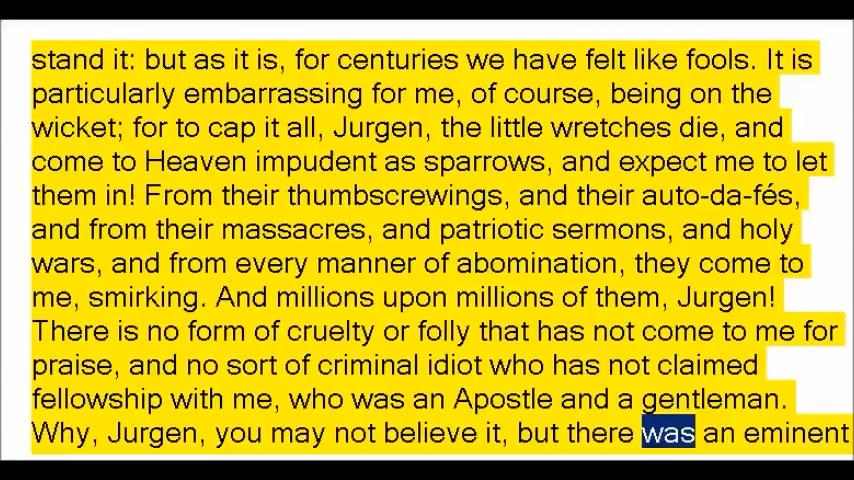 stand it: but as it is, for centuries we have felt like fools. It is
particularly embarrassing for me, of course, being on the
wicket; for to cap it all, Jurgen, the little wretches die, and
come to Heaven impudent as sparrows, and expect me to let
them in! From their thumbscrewings, and their auto-da-fés,
and from their massacres, and patriotic sermons, and holy
wars, and from every manner of abomination, they come to
me, smirking. And millions upon millions of them, Jurgen!
There is no form of cruelty or folly that has not come to me for
praise, and no sort of criminal idiot who has not claimed
fellowship with me, who was an Apostle and a gentleman.
Why, Jurgen, you may not believe it, but there was an eminent